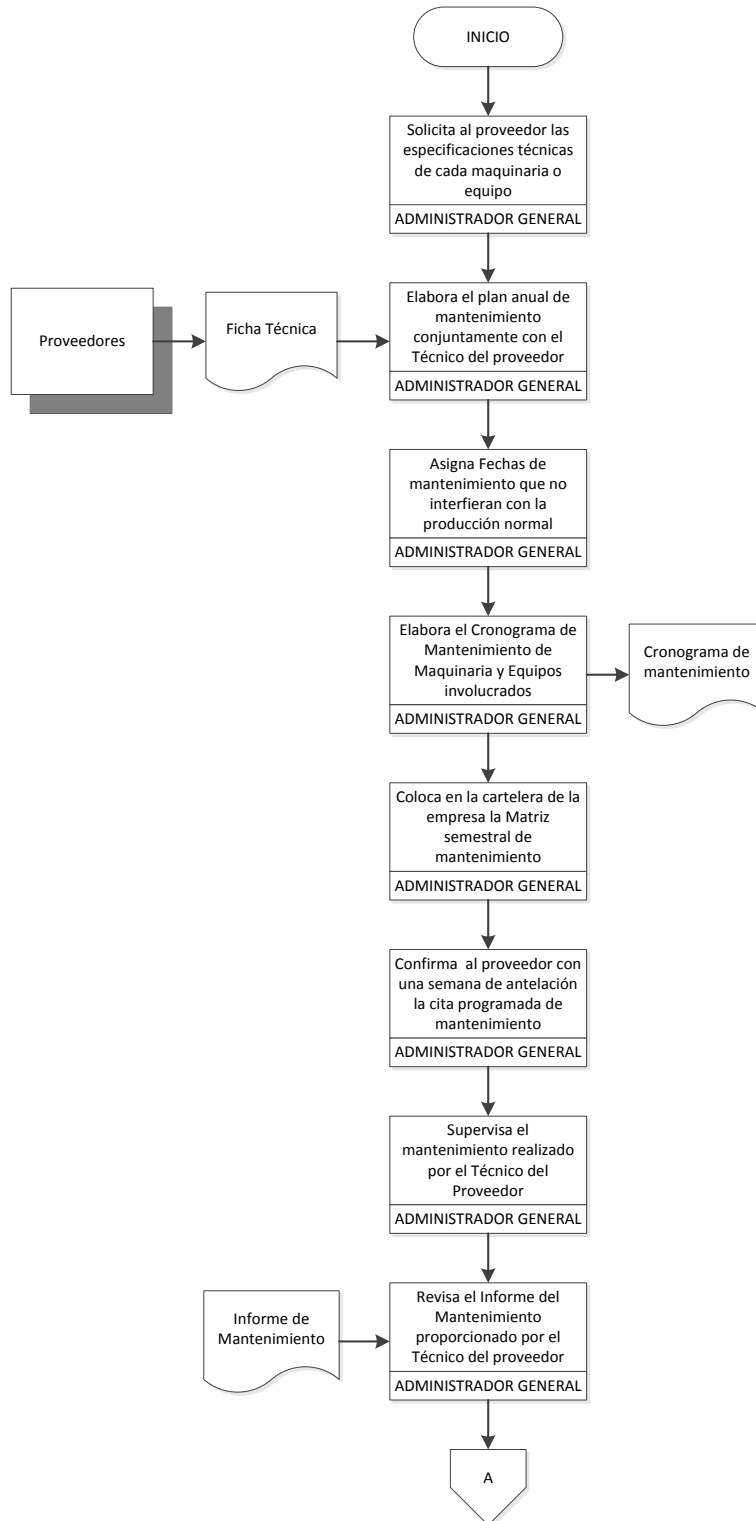 INICIO
Solicita al proveedor las
especificaciones técnicas
de cada maquinaria o
equipo
ADMINISTRADOR GENERAL
Proveedores
Ficha Técnica
Elabora el plan anual de
mantenimiento
conjuntamente con el
Técnico del proveedor
ADMINISTRADOR GENERAL
Asigna Fechas de
mantenimiento que no
interfieran con la
producción normal
ADMINISTRADOR GENERAL
Elabora el Cronograma de
Mantenimiento de
Maquinaria y Equipos
involucrados
ADMINISTRADOR GENERAL
Cronograma de
mantenimiento
Coloca en la cartelera de la
empresa la Matriz
semestral de
mantenimiento
ADMINISTRADOR GENERAL
Confirma al proveedor con
una semana de antelación
la cita programada de
mantenimiento
ADMINISTRADOR GENERAL
Supervisa el
mantenimiento realizado
por el Técnico del
Proveedor
ADMINISTRADOR GENERAL
Informe de
Mantenimiento
Revisa el Informe del
Mantenimiento
proporcionado por el
Técnico del proveedor
ADMINISTRADOR GENERAL
A